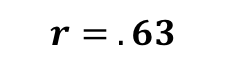 r = .63